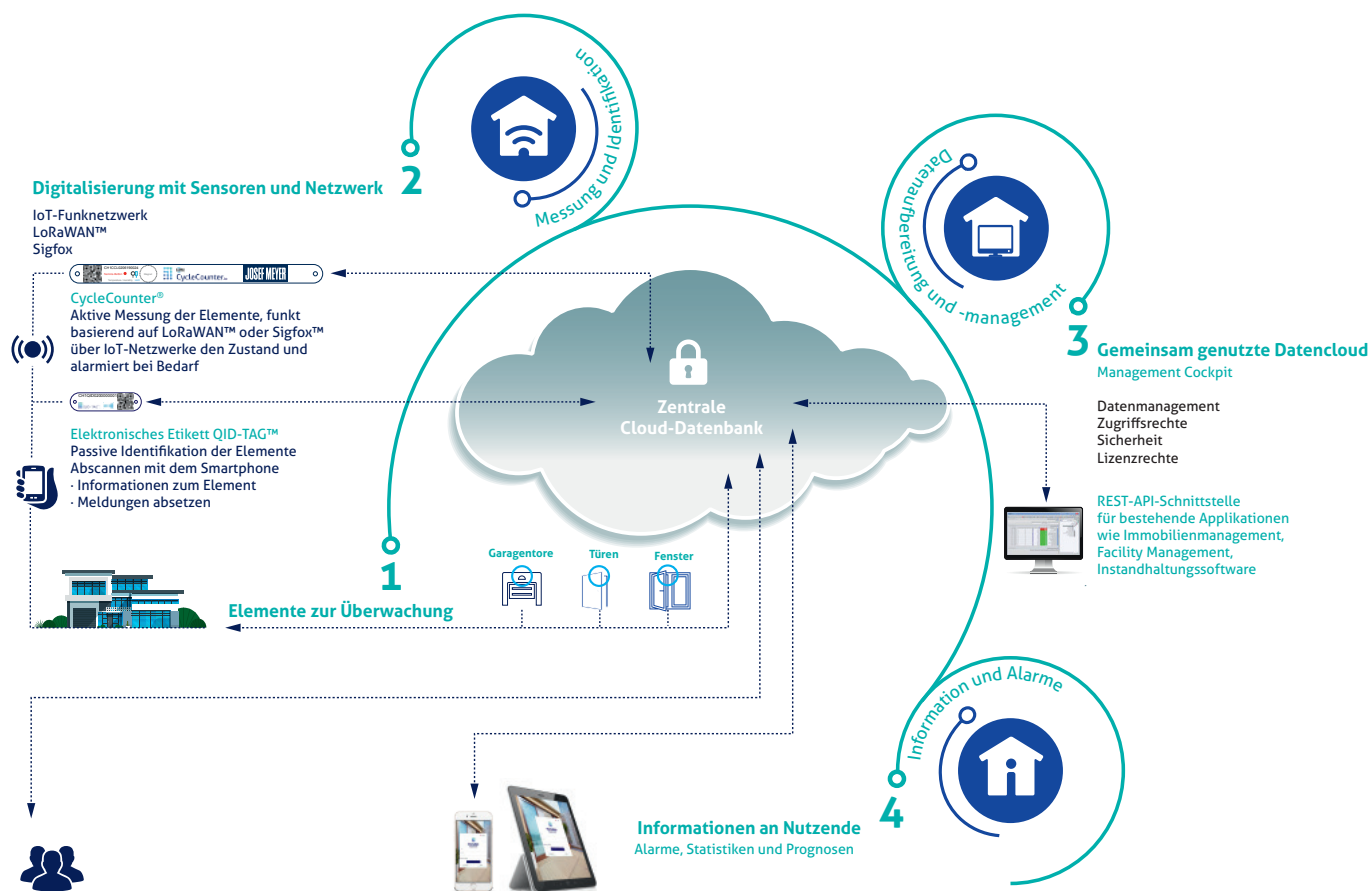 Messung und Identifikation
2
Digitalisierung mit Sensoren und Netzwerk
IoT-Funknetzwerk
LoRaWAN™
Sigfox
CycleCounter
JOSEF MEYER
CycleCounter®
Aktive Messung der Elemente, funkt
basierend auf LoRaWAN™ oder Sigfox™
über IoT-Netzwerke den Zustand und
alarmiert bei Bedarf
Elektronisches Etikett QID-TAG™
Passive Identifikation der Elemente
Abscannen mit dem Smartphone
· Informationen zum Element
· Meldungen absetzen
Zentrale
Cloud-Datenbank
Datenaufbereitung und -management
3
Gemeinsam genutzte Datencloud
Management Cockpit
Datenmanagement
Zugriffsrechte
Sicherheit
Lizenzrechte
REST-API-Schnittstelle
für bestehende Applikationen
wie Immobilienmanagement,
Facility Management,
Instandhaltungssoftware
1
Elemente zur Überwachung
Garagentore
Türen
Fenster
Information und Alarme
4
Informationen an Nutzende
Alarme, Statistiken und Prognosen